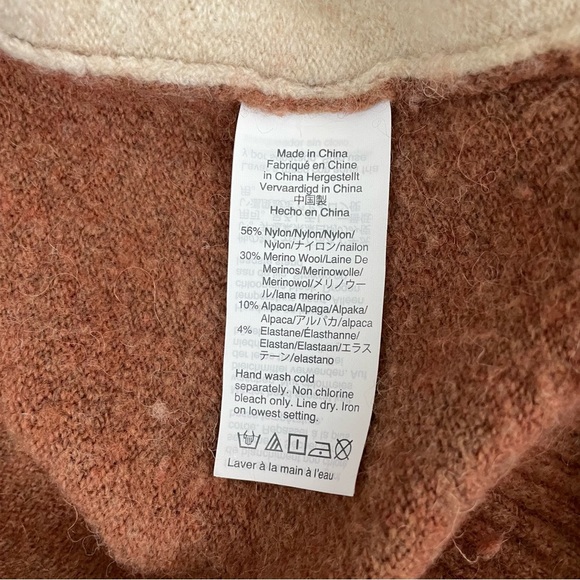 Made in China
Fabriqué en Chine
in China Hergestellt
Vervaardigd in China
中国製
Hecho en China
56% Nylon/Nylon/Nylon/
Nylon/ナイロン/nailon
30% Merino Wool/Laine De
Merinos/Merinowolle/
Merinowol/メリノウー
ル/lana merino
10% Alpaca/Alpaga/Alpaka/
Alpaca/アルパカ/alpaca
4% Elastane/Élasthanne/
Elastan/Elastaan/エラス
テーン/elastano
Hand wash cold
separately. Non chlorine
bleach only. Line dry. Iron
on lowest setting.
Laver à la main à l'eau